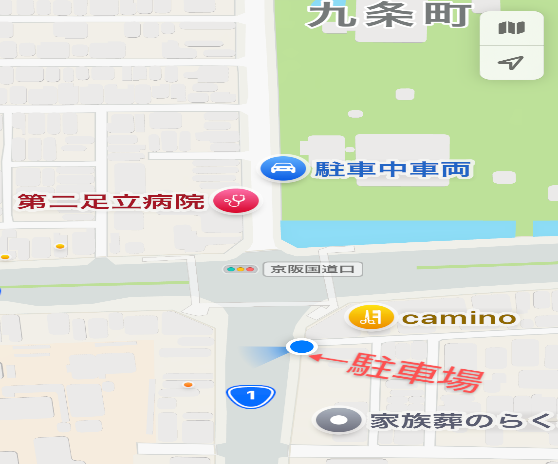 九条町
駐車中車両
第二足立病院
京阪国道口
camino
駐車場
1
家族葬のらく